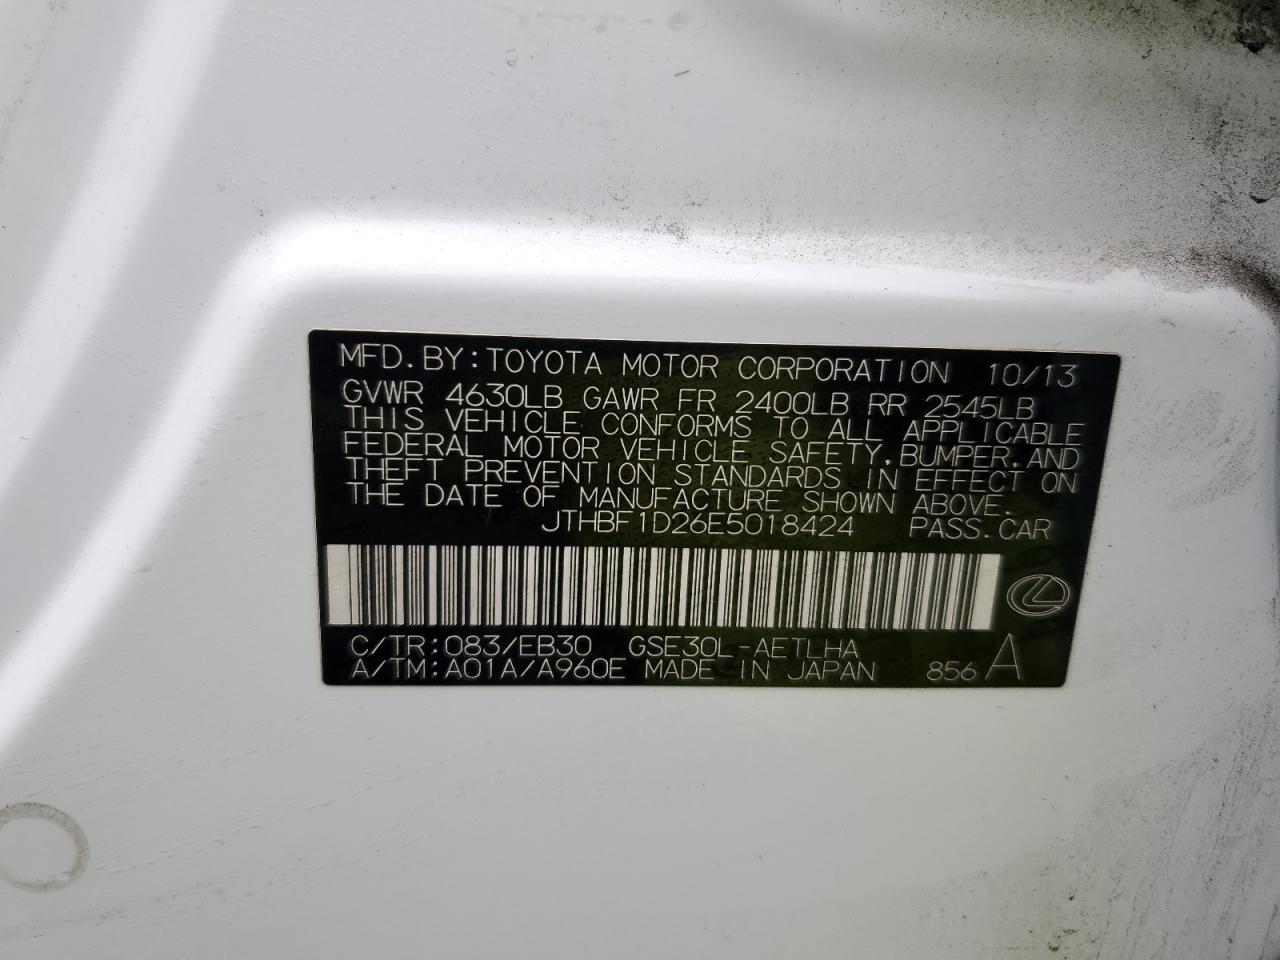 MFD.BY:TOYOTA MOTOR CORPORATION 10/13
GVWR 4630LB GAWR FR 2400LB RR 2545LB
THIS VEHICLE CONFORMS TO ALL APPLICABLE
FEDERAL MOTOR VEHICLE SAFETY,BUMPER,AND
THEFT PREVENTION STANDARDS IN EFFECT ON
THE DATE OF MANUFACTURE SHOWN ABOVE.
JTHBF1D26E5018424 PASS.CAR
C/TR:083/EB30 GSE30L-AETLHA
A/TM:A01A/A960E MADE IN JAPAN 856 A